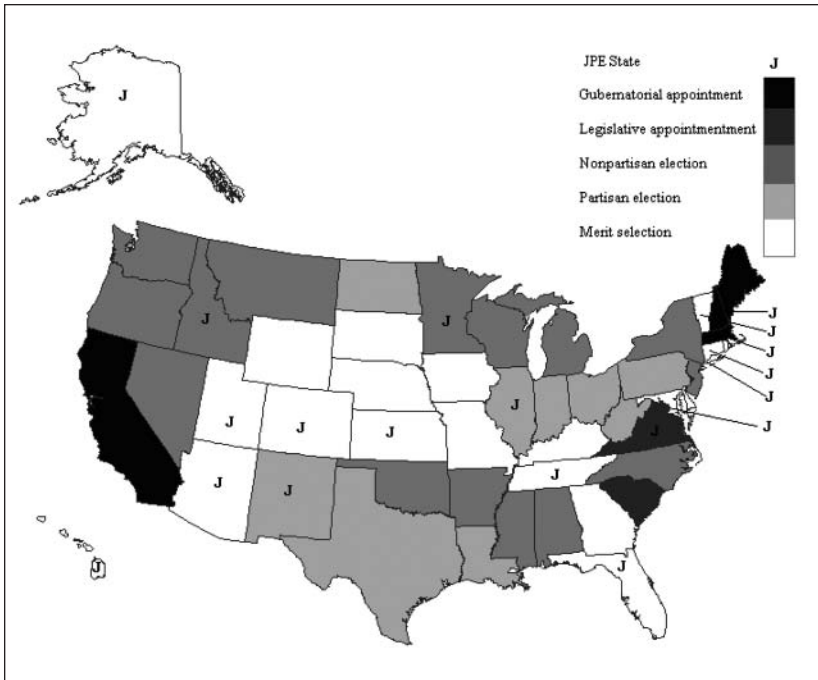 JPE State J
Gubernatorial appointment
J
Legislative appointmentment
Nonpartisan election
Partisan election
Merit selection
J
J J
J
J
J
J
J
J J J J J
J
J J
J
J
J